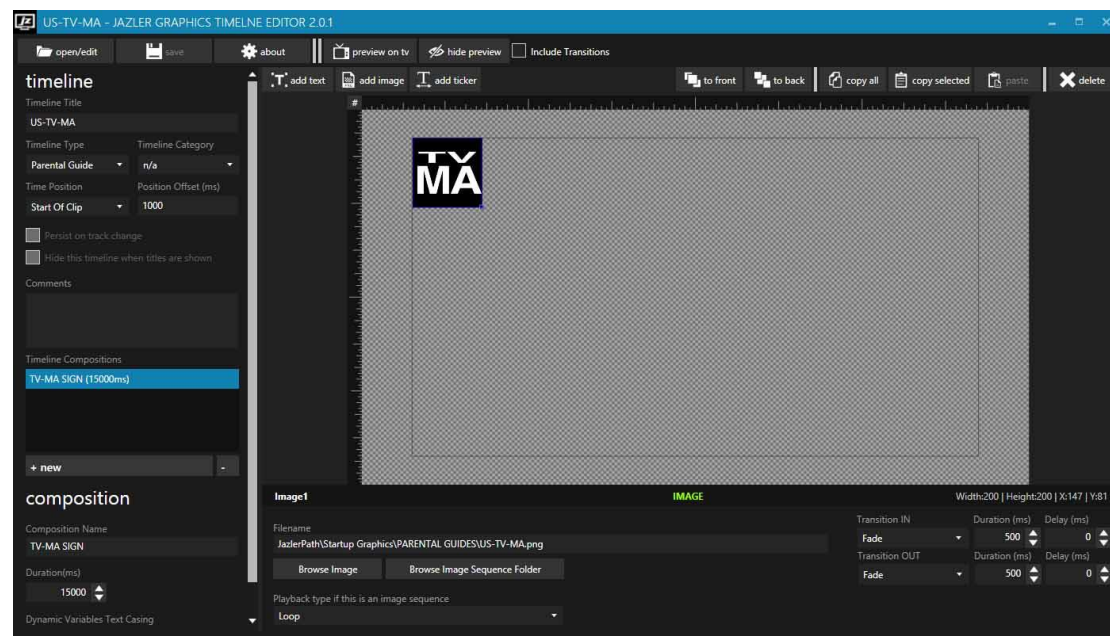 US-TV-MA - JAZLER GRAPHICS TIMELNE EDITOR 2.0.1
open/edit save about preview on tv hide preview Include Transitions
timeline
Timeline Title
US-TV-MA
Timeline Type Timeline Category
Parental Guide n/a
Time Position Position Offset (ms)
Start Of Clip 1000
Persist on track change
Hide this timeline when titles are shown
Comments
Timeline Compositions
TV-MA SIGN (15000ms)
+ new -
composition
Composition Name
TV-MA SIGN
Duration(ms)
15000
Dynamic Variables Text Casing
add text add image add ticker to front to back copy all copy selected paste delete
#
TV
MA
Image1 IMAGE Width:200 | Height:200 | X:147 | Y:81
Filename
JazlerPath\Startup Graphics\PARENTAL GUIDES\US-TV-MA.png
Browse Image Browse Image Sequence Folder
Playback type if this is an image sequence
Loop
Transition IN Duration (ms) Delay (ms)
Fade 500 0
Transition OUT Duration (ms) Delay (ms)
Fade 500 0